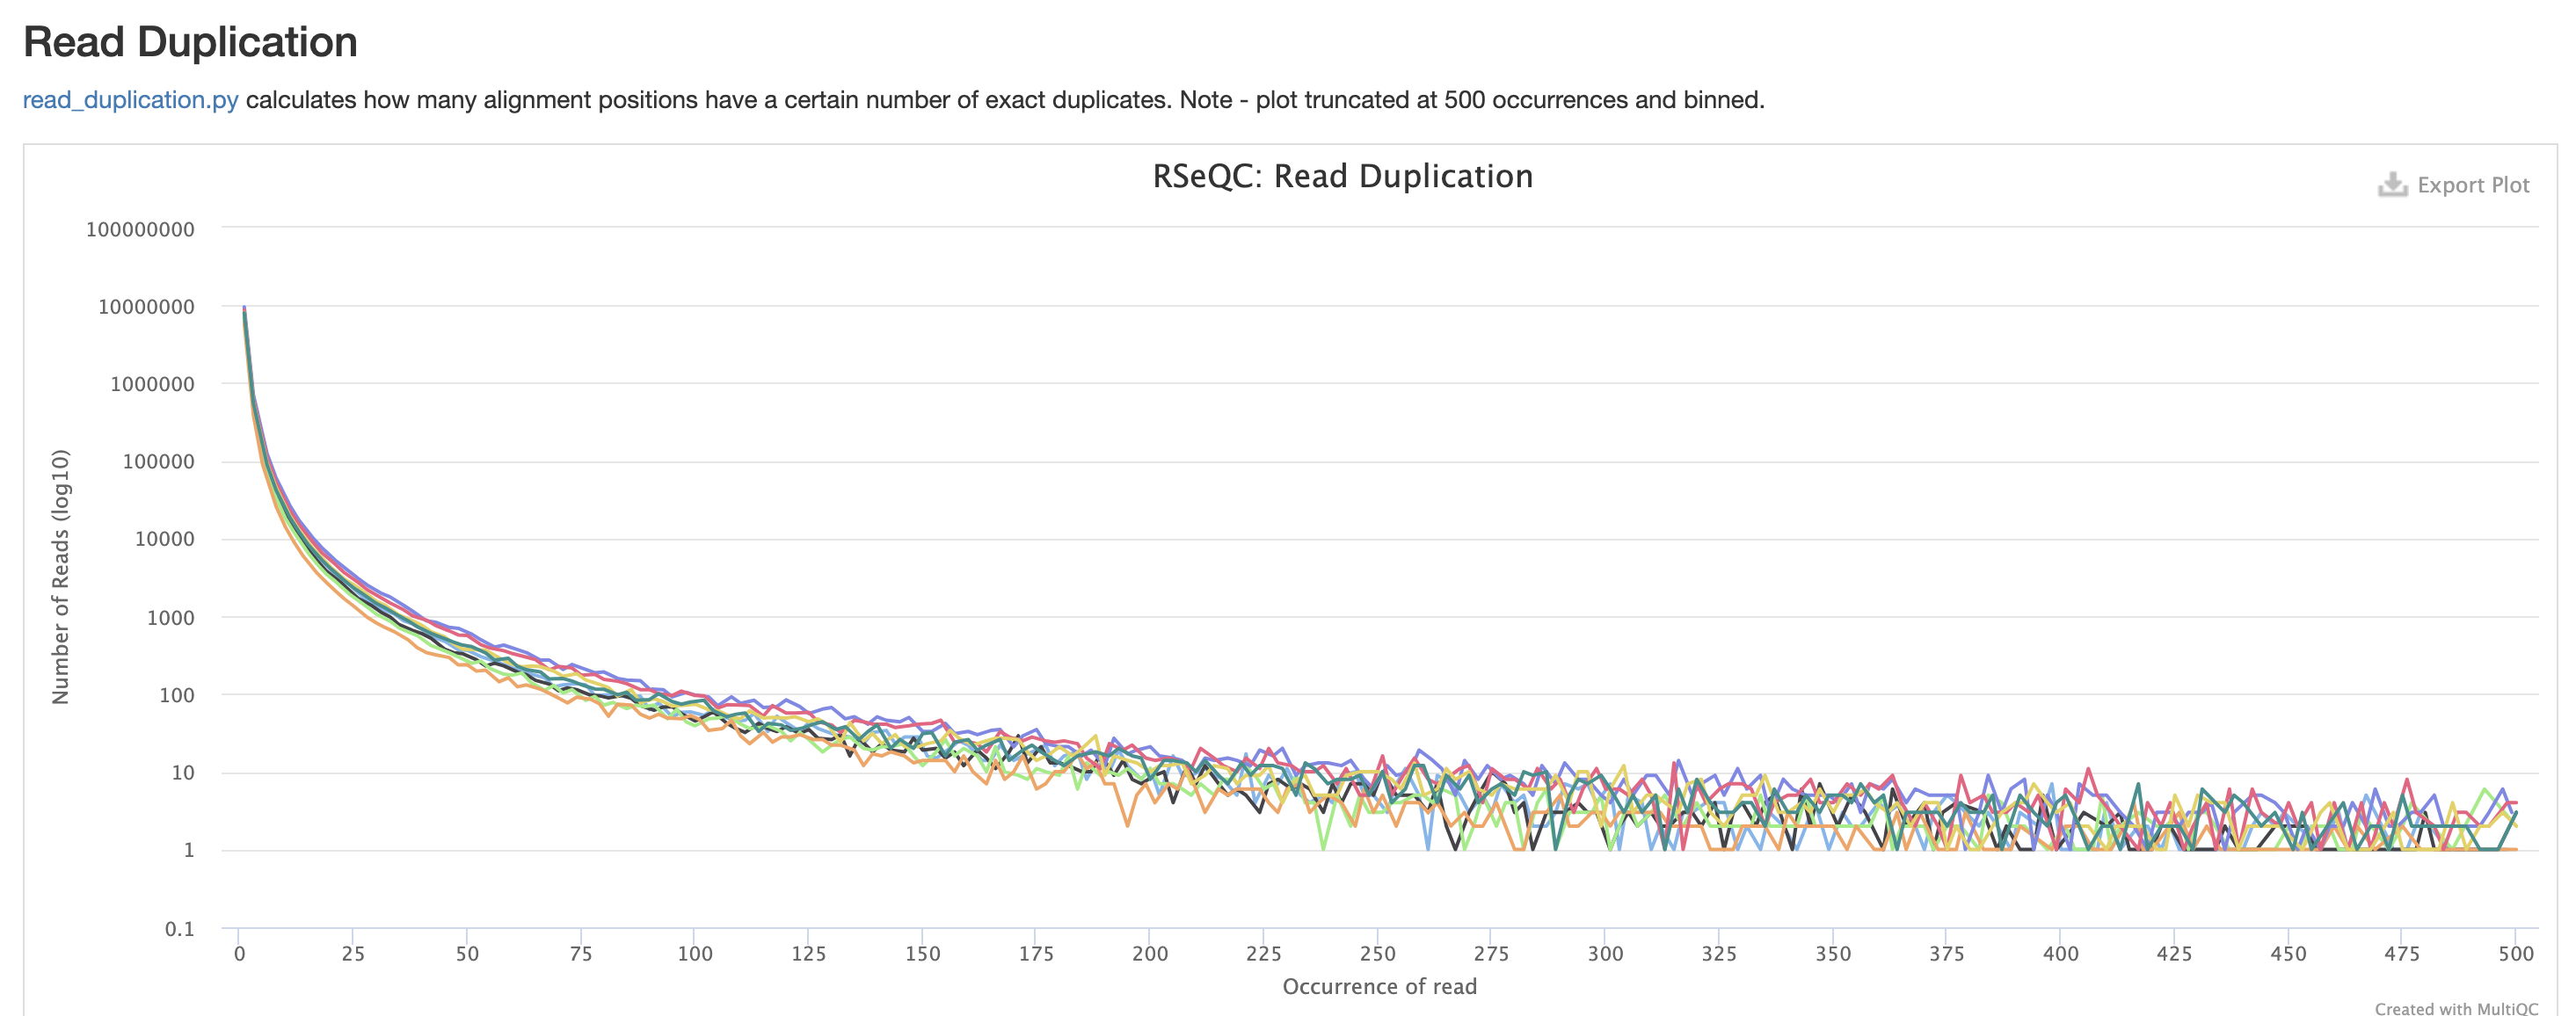 Read Duplication
read_duplication.py calculates how many alignment positions have a certain number of exact duplicates. Note - plot truncated at 500 occurrences and binned.
RSeQC: Read Duplication
Export Plot
100000000
10000000
1000000
100000
10000
1000
100
10
1
0.1
Number of Reads (log10)
0 25 50 75 100 125 150 175 200 225 250 275 300 325 350 375 400 425 450 475 500
Occurrence of read
Created with MultiQC